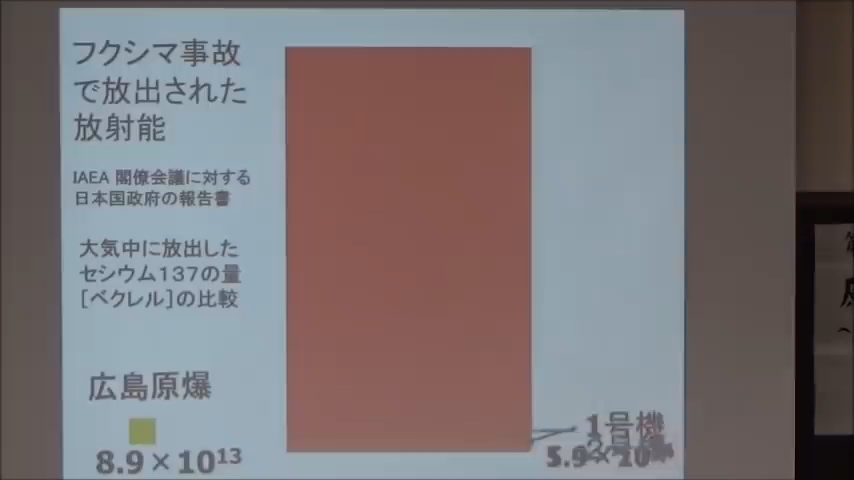 フクシマ事故
で放出された
放射能
IAEA 閣僚会議に対する
日本国政府の報告書
大気中に放出した
セシウム137の量
[ベクレル]の比較
広島原爆
8.9×10¹³
1号機